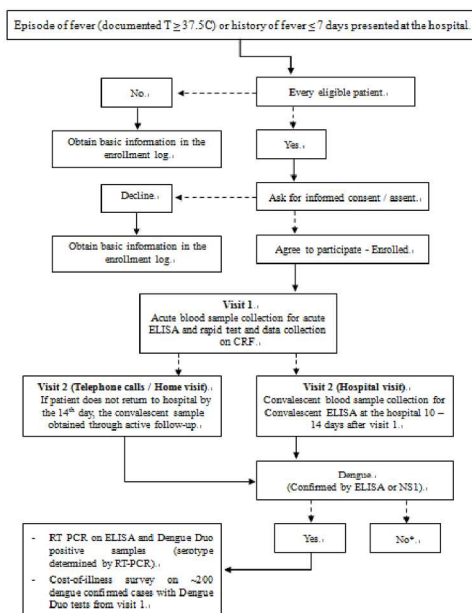 Episode of fever (documented T ≥ 37.5C) or history of fever ≤ 7 days presented at the hospital.
No.
Every eligible patient.
Obtain basic information in the
enrollment log.
Yes.
Decline.
Ask for informed consent / assent.
Obtain basic information in the
enrollment log.
Agree to participate - Enrolled.
Visit 1.
Acute blood sample collection for acute
ELISA and rapid test and data collection
on CRF.
Visit 2 (Telephone calls / Home visit).
If patient does not return to hospital by
the 14th day, the convalescent sample
obtained through active follow-up.
Visit 2 (Hospital visit).
Convalescent blood sample collection for
Convalescent ELISA at the hospital 10 –
14 days after visit 1.
Dengue.
(Confirmed by ELISA or NS1).
Yes.
No*.
- RT PCR on ELISA and Dengue Duo
positive samples (serotype
determined by RT-PCR).
- Cost-of-illness survey on ~200
dengue confirmed cases with Dengue
Duo tests from visit 1.